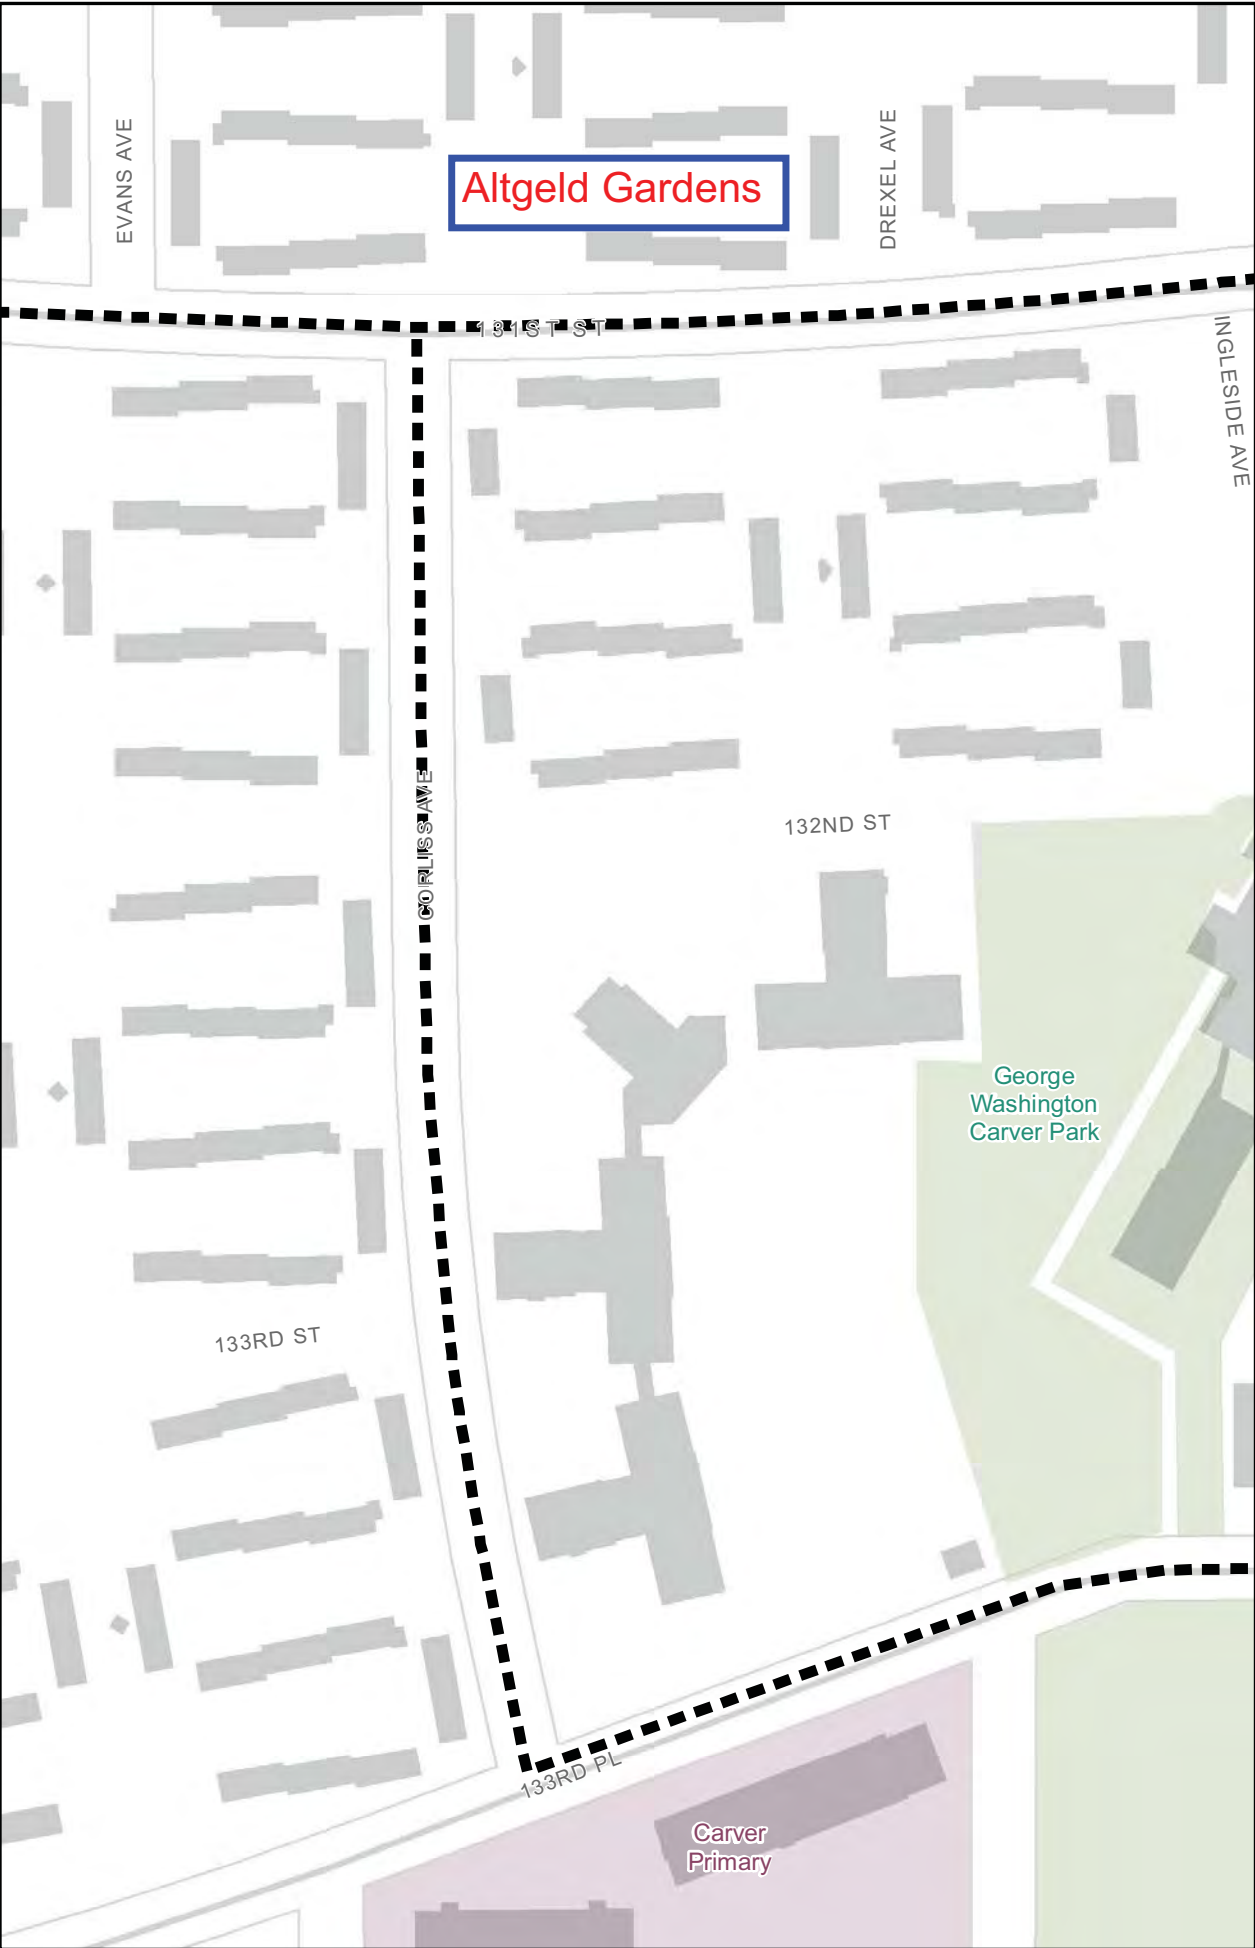 EVANS AVE
Altgeld Gardens
DREXEL AVE
131ST ST
INGLESIDE AVE
CORLISS AVE
132ND ST
George
Washington
Carver Park
133RD ST
133RD PL
Carver
Primary